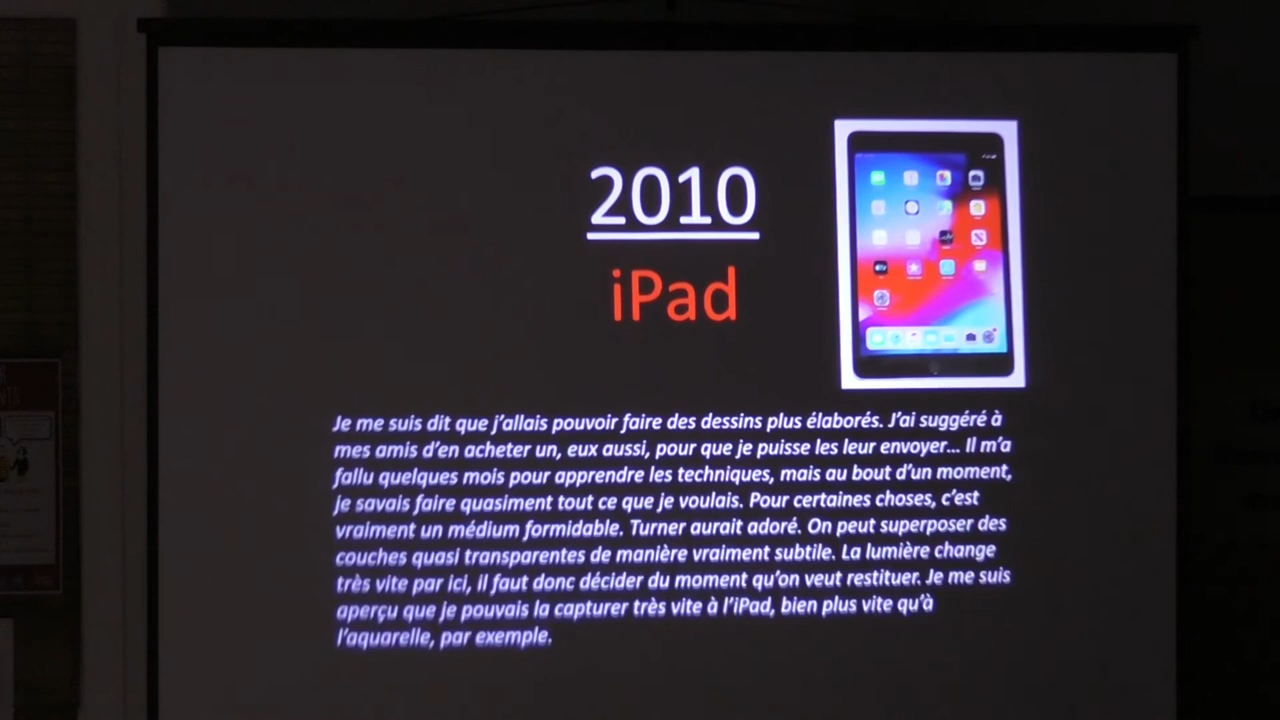 2010
iPad
Je me suis dit que j’allais pouvoir faire des dessins plus élaborés. J’ai suggéré à
mes amis d’en acheter un, eux aussi, pour que je puisse les leur envoyer... Il m’a
fallu quelques mois pour apprendre les techniques, mais au bout d’un moment,
je savais faire quasiment tout ce que je voulais. Pour certaines choses, c’est
vraiment un médium formidable. Turner aurait adoré. On peut superposer des
couches quasi transparentes de manière vraiment subtile. La lumière change
très vite par ici, il faut donc décider du moment qu’on veut restituer. Je me suis
aperçu que je pouvais la capturer très vite à l’iPad, bien plus vite qu’à
l’aquarelle, par exemple.